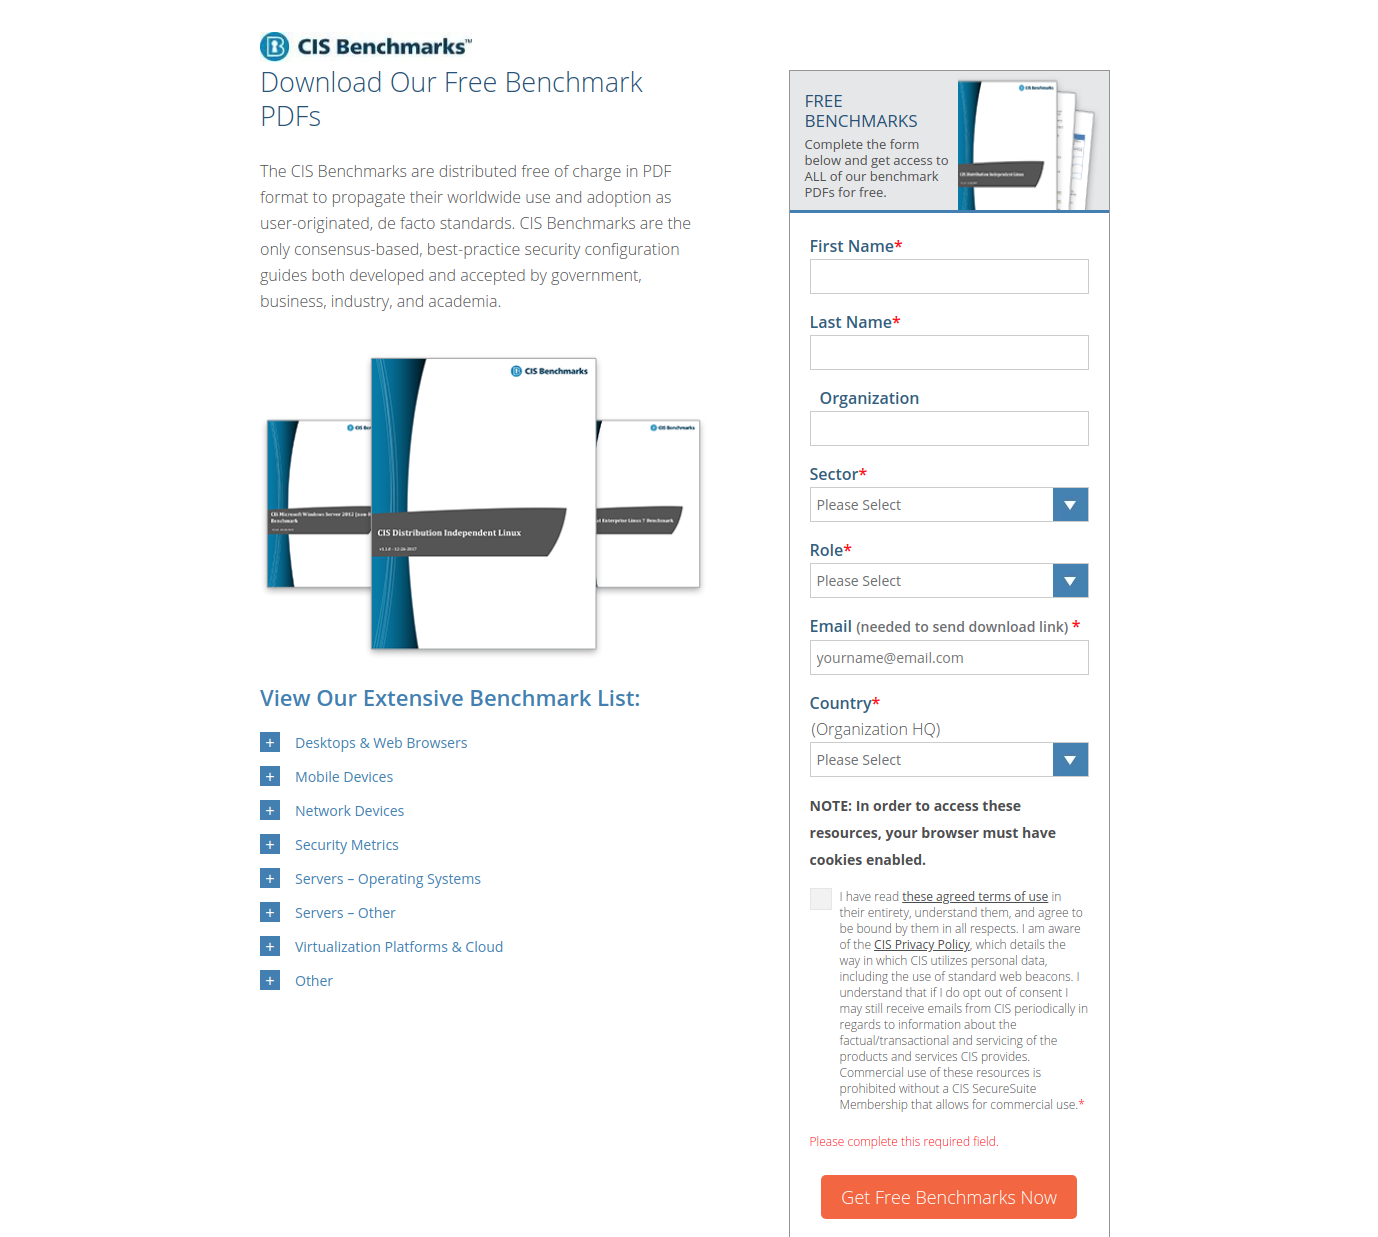 CIS Benchmarks™
Download Our Free Benchmark
PDFs
The CIS Benchmarks are distributed free of charge in PDF
format to propagate their worldwide use and adoption as
user-originated, de facto standards. CIS Benchmarks are the
only consensus-based, best-practice security configuration
guides both developed and accepted by government,
business, industry, and academia.
CIS Benchmarks
CIS Benchmarks
CIS Microsoft Windows Server 2012
Benchmark
CIS Distribution Independent Linux
v1.1.0 - 12-26-2017
Enterprise Linux 7 Benchmark
View Our Extensive Benchmark List:
+ Desktops & Web Browsers
+ Mobile Devices
+ Network Devices
+ Security Metrics
+ Servers – Operating Systems
+ Servers – Other
+ Virtualization Platforms & Cloud
+ Other
FREE
BENCHMARKS
Complete the form
below and get access to
ALL of our benchmark
PDFs for free.
CIS Benchmarks
CIS Distribution Independent Linux
First Name*
Last Name*
Organization
Sector*
Please Select
Role*
Please Select
Email (needed to send download link) *
yourname@email.com
Country*
(Organization HQ)
Please Select
NOTE: In order to access these
resources, your browser must have
cookies enabled.
I have read these agreed terms of use in
their entirety, understand them, and agree to
be bound by them in all respects. I am aware
of the CIS Privacy Policy, which details the
way in which CIS utilizes personal data,
including the use of standard web beacons. I
understand that if I do opt out of consent I
may still receive emails from CIS periodically in
regards to information about the
factual/transactional and servicing of the
products and services CIS provides.
Commercial use of these resources is
prohibited without a CIS SecureSuite
Membership that allows for commercial use.*
Please complete this required field.
Get Free Benchmarks Now